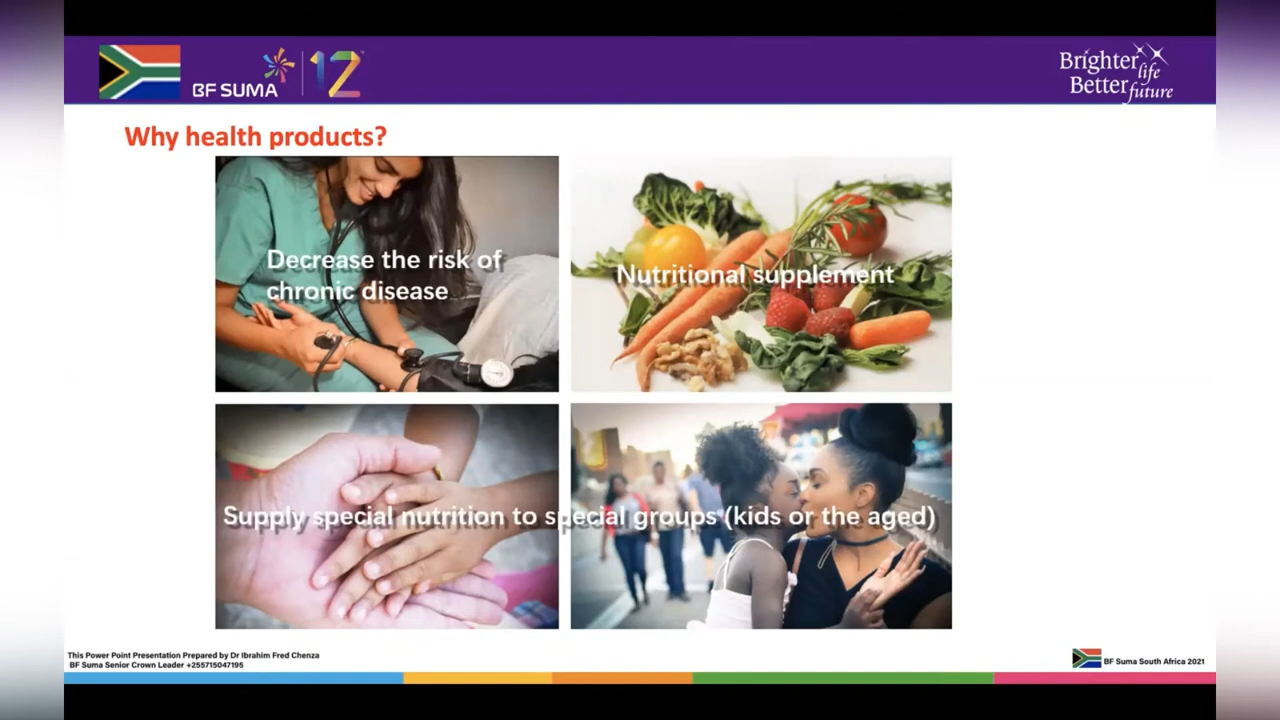 BF SUMA
12
Brighter life
Better future
Why health products?
Decrease the risk of
chronic disease
Nutritional supplement
Supply special nutrition to special groups (kids or the aged)
This Power Point Presentation Prepared by Dr Ibrahim Fred Chenza
BF Suma Senior Crown Leader +255715047195
BF Suma South Africa 2021